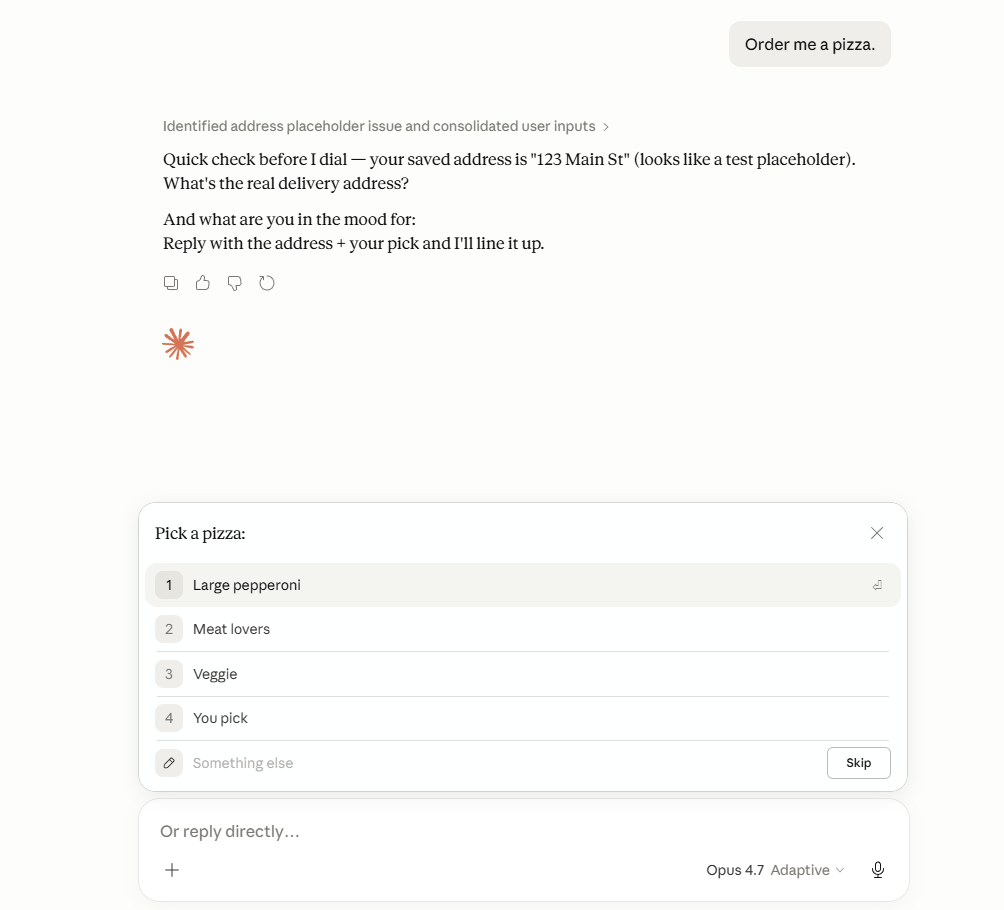 Order me a pizza.
Identified address placeholder issue and consolidated user inputs
Quick check before I dial — your saved address is "123 Main St" (looks like a test placeholder).
What's the real delivery address?
And what are you in the mood for:
Reply with the address + your pick and I'll line it up.
Pick a pizza:
1 Large pepperoni
2 Meat lovers
3 Veggie
4 You pick
Something else Skip
Or reply directly...
Opus 4.7 Adaptive